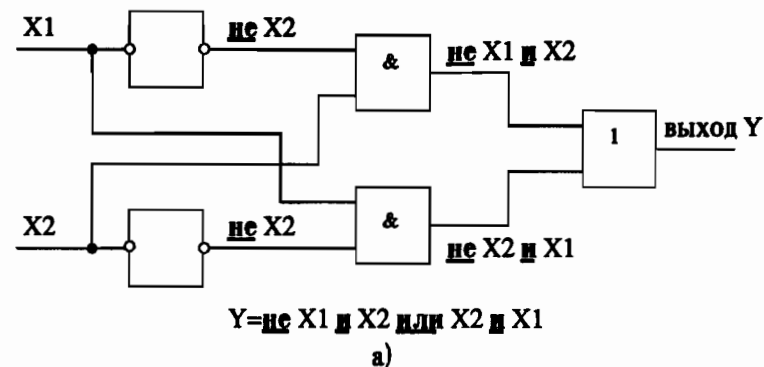 X1
не X2
&
не X1 и X2
1
выход Y
X2
не X2
&
не X2 и X1
Y=не X1 и X2 или X2 и X1
а)